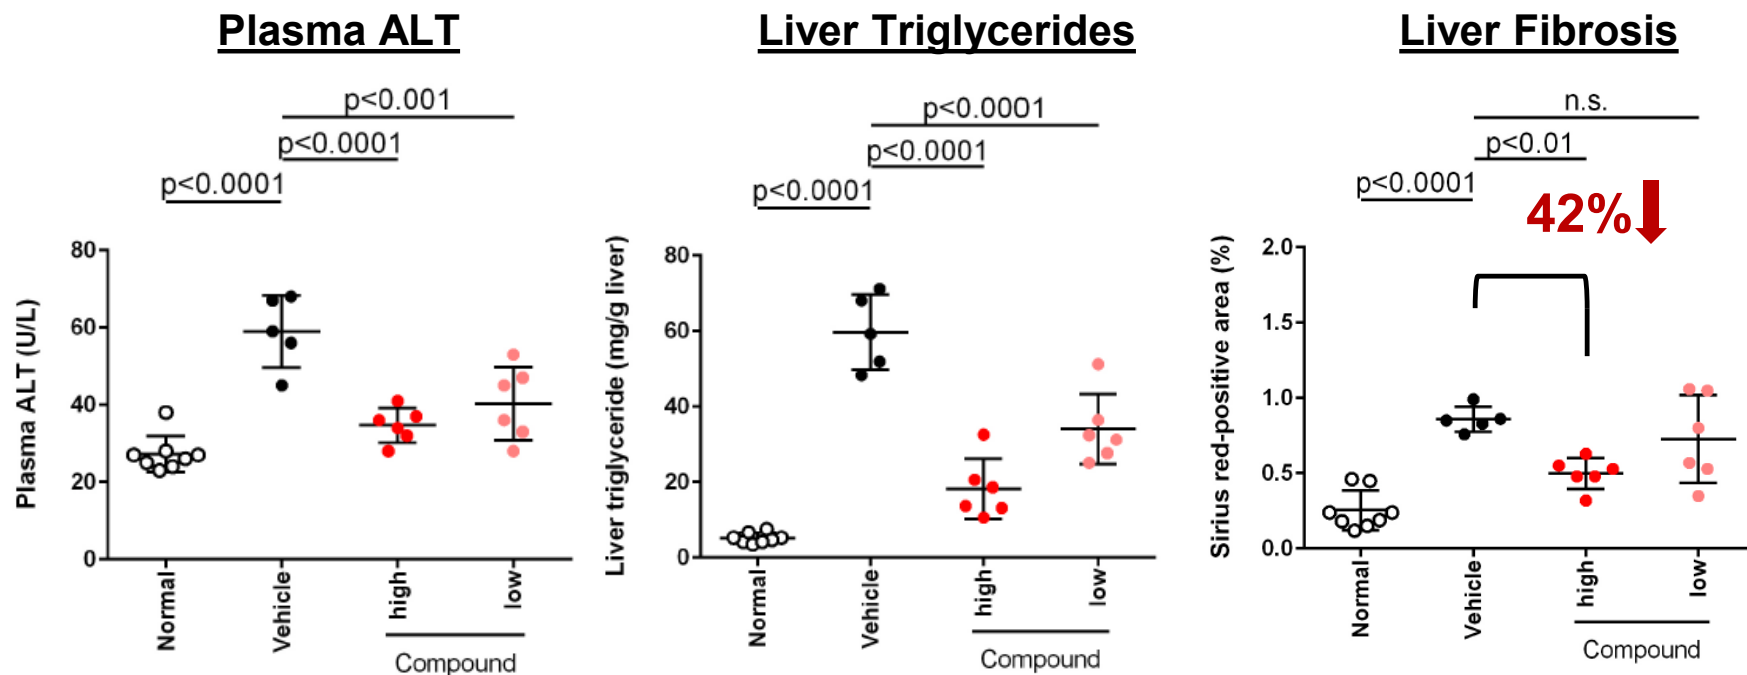 Plasma ALT
p<0.001
p<0.0001
p<0.0001
Plasma ALT (U/L)
80
60
40
20
0
Normal
Vehicle
high
low
Compound
Liver Triglycerides
p<0.0001
p<0.0001
p<0.0001
Liver triglyceride (mg/g liver)
80
60
40
20
0
Normal
Vehicle
high
low
Compound
Liver Fibrosis
n.s.
p<0.01
p<0.0001
42%
Sirius red-positive area (%)
2.0
1.5
1.0
0.5
0.0
Normal
Vehicle
high
low
Compound